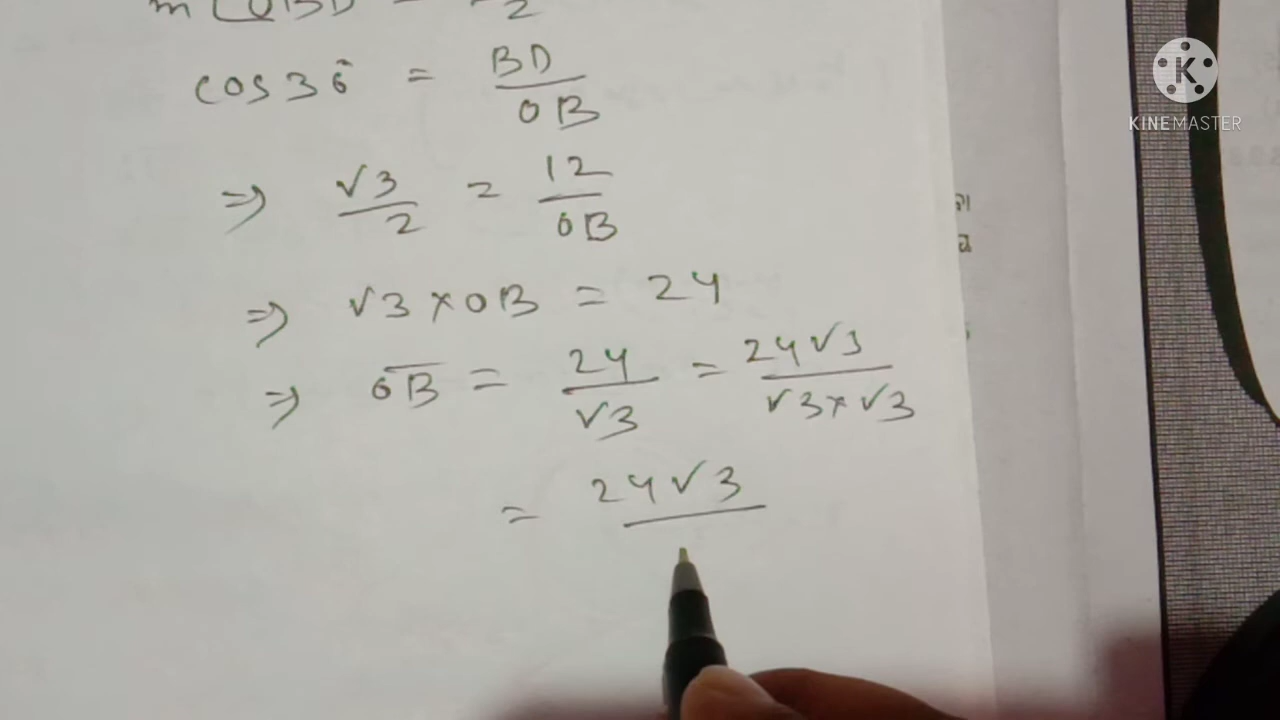 cos 30° = BD/OB
KINEMASTER
⇒ √3/2 = 12/OB
⇒ √3 × OB = 24
⇒ OB = 24/√3 = 24√3/√3×√3
= 24√3